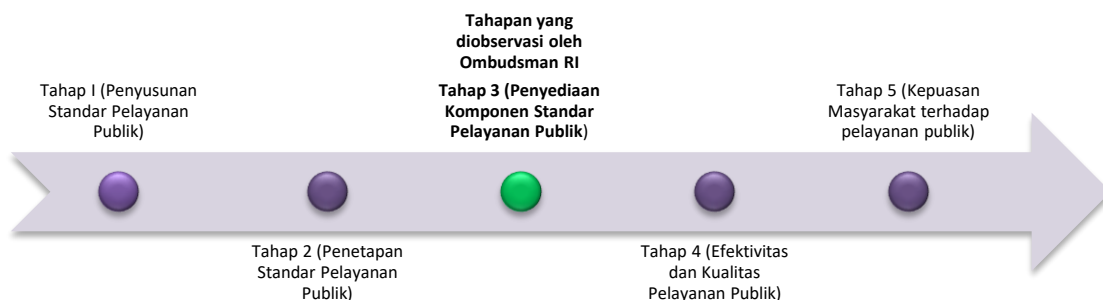 Tahapan yang
diobservasi oleh
Ombudsman RI
Tahap I (Penyusunan
Standar Pelayanan
Publik)
Tahap 3 (Penyediaan
Komponen Standar
Pelayanan Publik)
Tahap 5 (Kepuasan
Masyarakat terhadap
pelayanan publik)
Tahap 2 (Penetapan
Standar Pelayanan
Publik)
Tahap 4 (Efektivitas
dan Kualitas
Pelayanan Publik)